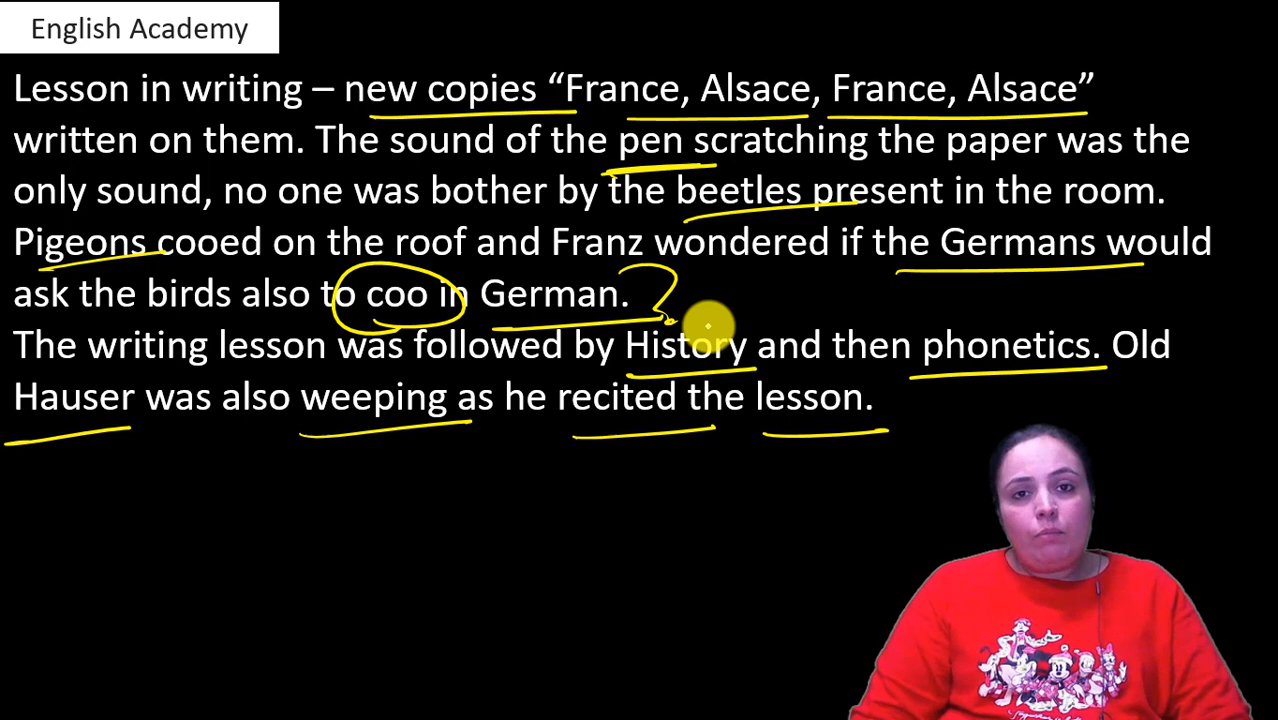 English Academy
Lesson in writing – new copies “France, Alsace, France, Alsace”
written on them. The sound of the pen scratching the paper was the
only sound, no one was bother by the beetles present in the room.
Pigeons cooed on the roof and Franz wondered if the Germans would
ask the birds also to coo in German.
?
The writing lesson was followed by History and then phonetics. Old
Hauser was also weeping as he recited the lesson.